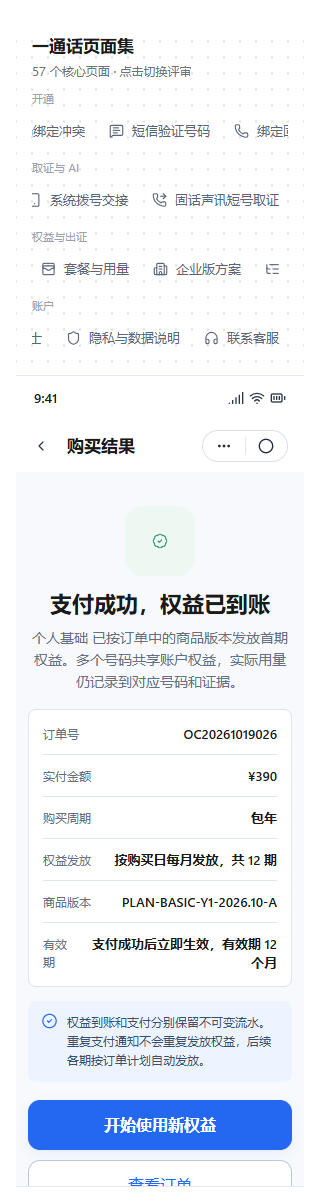 一通话页面集
57 个核心页面 · 点击切换评审
开通
绑定冲突 短信验证号码 绑定
取证与 AI
系统拨号交接 固话声讯短号取证
权益与出证
套餐与用量 企业版方案
账户
士 隐私与数据说明 联系客服
9:41
购买结果
支付成功，权益已到账
个人基础 已按订单中的商品版本发放首期
权益。多个号码共享账户权益，实际用量
仍记录到对应号码和证据。
订单号 OC20261019026
实付金额 ¥390
购买周期 包年
权益发放 按购买日每月发放，共 12 期
商品版本 PLAN-BASIC-Y1-2026.10-A
有效期 支付成功后立即生效，有效期 12
个月
权益到账和支付分别保留不可变流水。
重复支付通知不会重复发放权益，后续
各期按订单计划自动发放。
开始使用新权益
查看订单